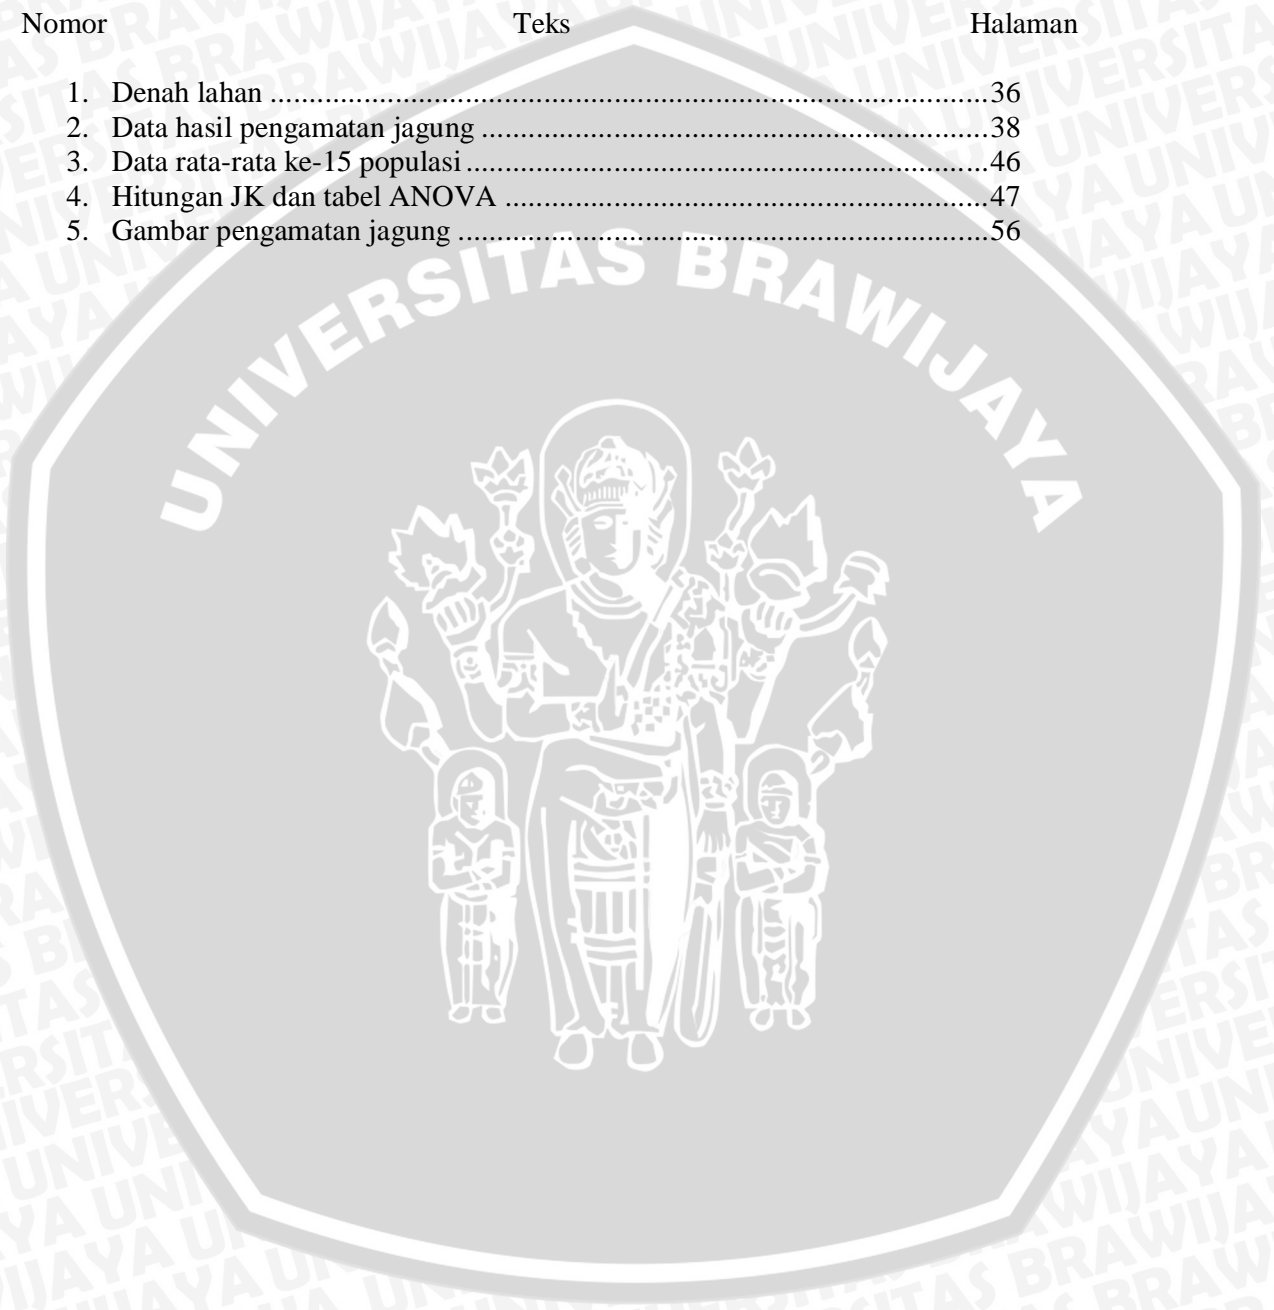 Nomor Teks Halaman
1. Denah lahan ...........................................................................................36
2. Data hasil pengamatan jagung ................................................................38
3. Data rata-rata ke-15 populasi..................................................................46
4. Hitungan JK dan tabel ANOVA .............................................................47
5. Gambar pengamatan jagung ...................................................................56
UNIVERSITAS BRAWIJAYA